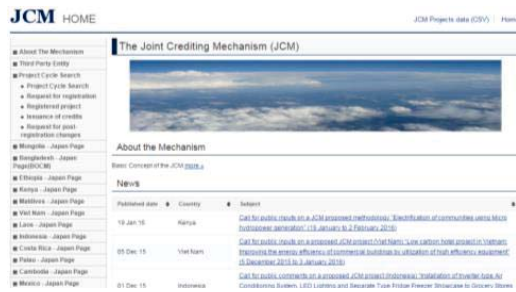 JCM HOME
JCM Projects data (CSV) Home
About The Mechanism
Third Party Entity
Project Cycle Search
Project Cycle Search
Request for registration
Registered project
Issuance of credits
Request for post-
registration changes
Mongolia - Japan Page
Bangladesh - Japan
Page(BOCM)
Ethiopia - Japan Page
Kenya - Japan Page
Maldives - Japan Page
Viet Nam - Japan Page
Laos - Japan Page
Indonesia - Japan Page
Costa Rica - Japan Page
Palau - Japan Page
Cambodia - Japan Page
Mexico - Japan Page
The Joint Crediting Mechanism (JCM)
About the Mechanism
Basic Concept of the JCM more »
News
Published date Country Subject
19 Jan 16 Kenya Call for public inputs on a JCM proposed methodology "Electrification of communities using Micro
hydropower generation" (19 January to 2 February 2016)
05 Dec 15 Viet Nam Call for public inputs on a proposed JCM project (Viet Nam) "Low carbon hotel project in Vietnam:
Improving the energy efficiency of commercial buildings by utilization of high efficiency equipment"
(5 December 2015 to 3 January 2016)
01 Dec 15 Indonesia Call for public comments on a proposed JCM project (Indonesia) "Installation of Inverter-type Air
Conditioning System, LED Lighting and Separate Type Fridge Freezer Showcase to Grocery Stores